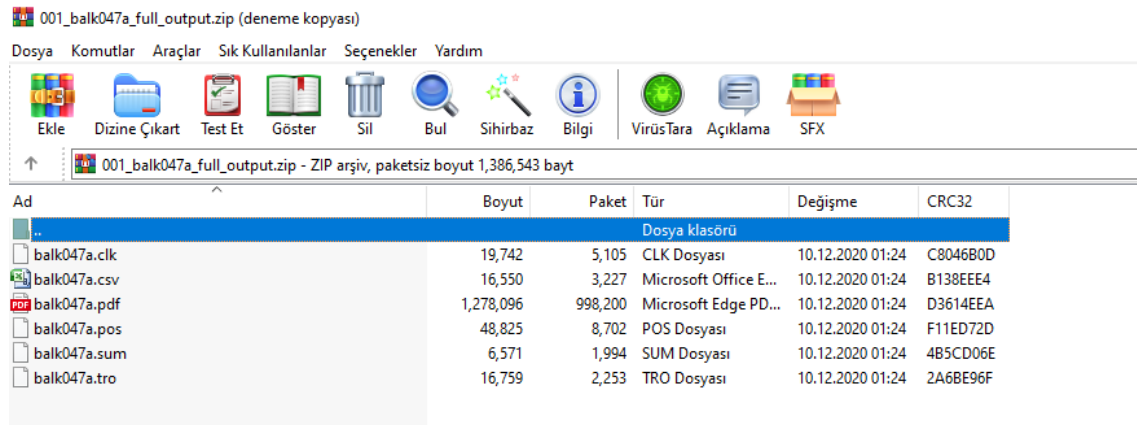 001_balk047a_full_output.zip (deneme kopyası)
Dosya Komutlar Araçlar Sık Kullanılanlar Seçenekler Yardım
Ekle Dizine Çıkart Test Et Göster Sil Bul Sihirbaz Bilgi VirüsTara Açıklama SFX
001_balk047a_full_output.zip - ZIP arşiv, paketsiz boyut 1,386,543 bayt
Ad Boyut Paket Tür Değişme CRC32
.. Dosya klasörü
balk047a.clk 19,742 5,105 CLK Dosyası 10.12.2020 01:24 C8046B0D
balk047a.csv 16,550 3,227 Microsoft Office E... 10.12.2020 01:24 B138EEE4
PDF balk047a.pdf 1,278,096 998,200 Microsoft Edge PD... 10.12.2020 01:24 D3614EEA
balk047a.pos 48,825 8,702 POS Dosyası 10.12.2020 01:24 F11ED72D
balk047a.sum 6,571 1,994 SUM Dosyası 10.12.2020 01:24 4B5CD06E
balk047a.tro 16,759 2,253 TRO Dosyası 10.12.2020 01:24 2A6BE96F